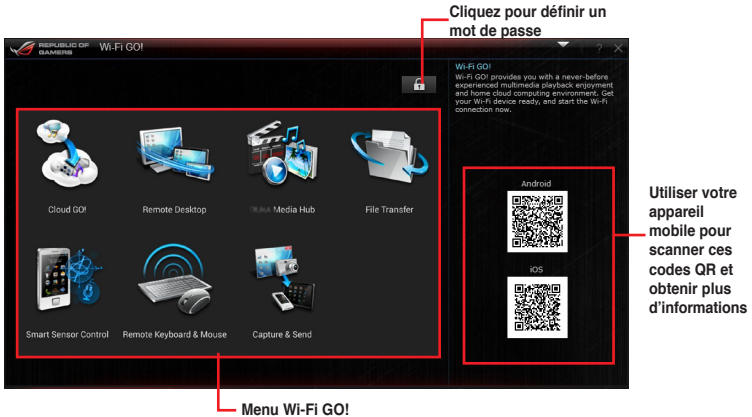 Cliquez pour définir un
mot de passe
REPUBLIC OF
GAMERS
Wi-Fi GO!
?
Wi-Fi GO!
Wi-Fi GO! provides you with a never-before
experienced multimedia playback enjoyment
and home cloud computing environment. Get
your Wi-Fi device ready, and start the Wi-Fi
connection now.
Cloud GO!
Remote Desktop
Media Hub
File Transfer
Smart Sensor Control
Remote Keyboard & Mouse
Capture & Send
Android
iOS
Utiliser votre
appareil
mobile pour
scanner ces
codes QR et
obtenir plus
d'informations
Menu Wi-Fi GO!